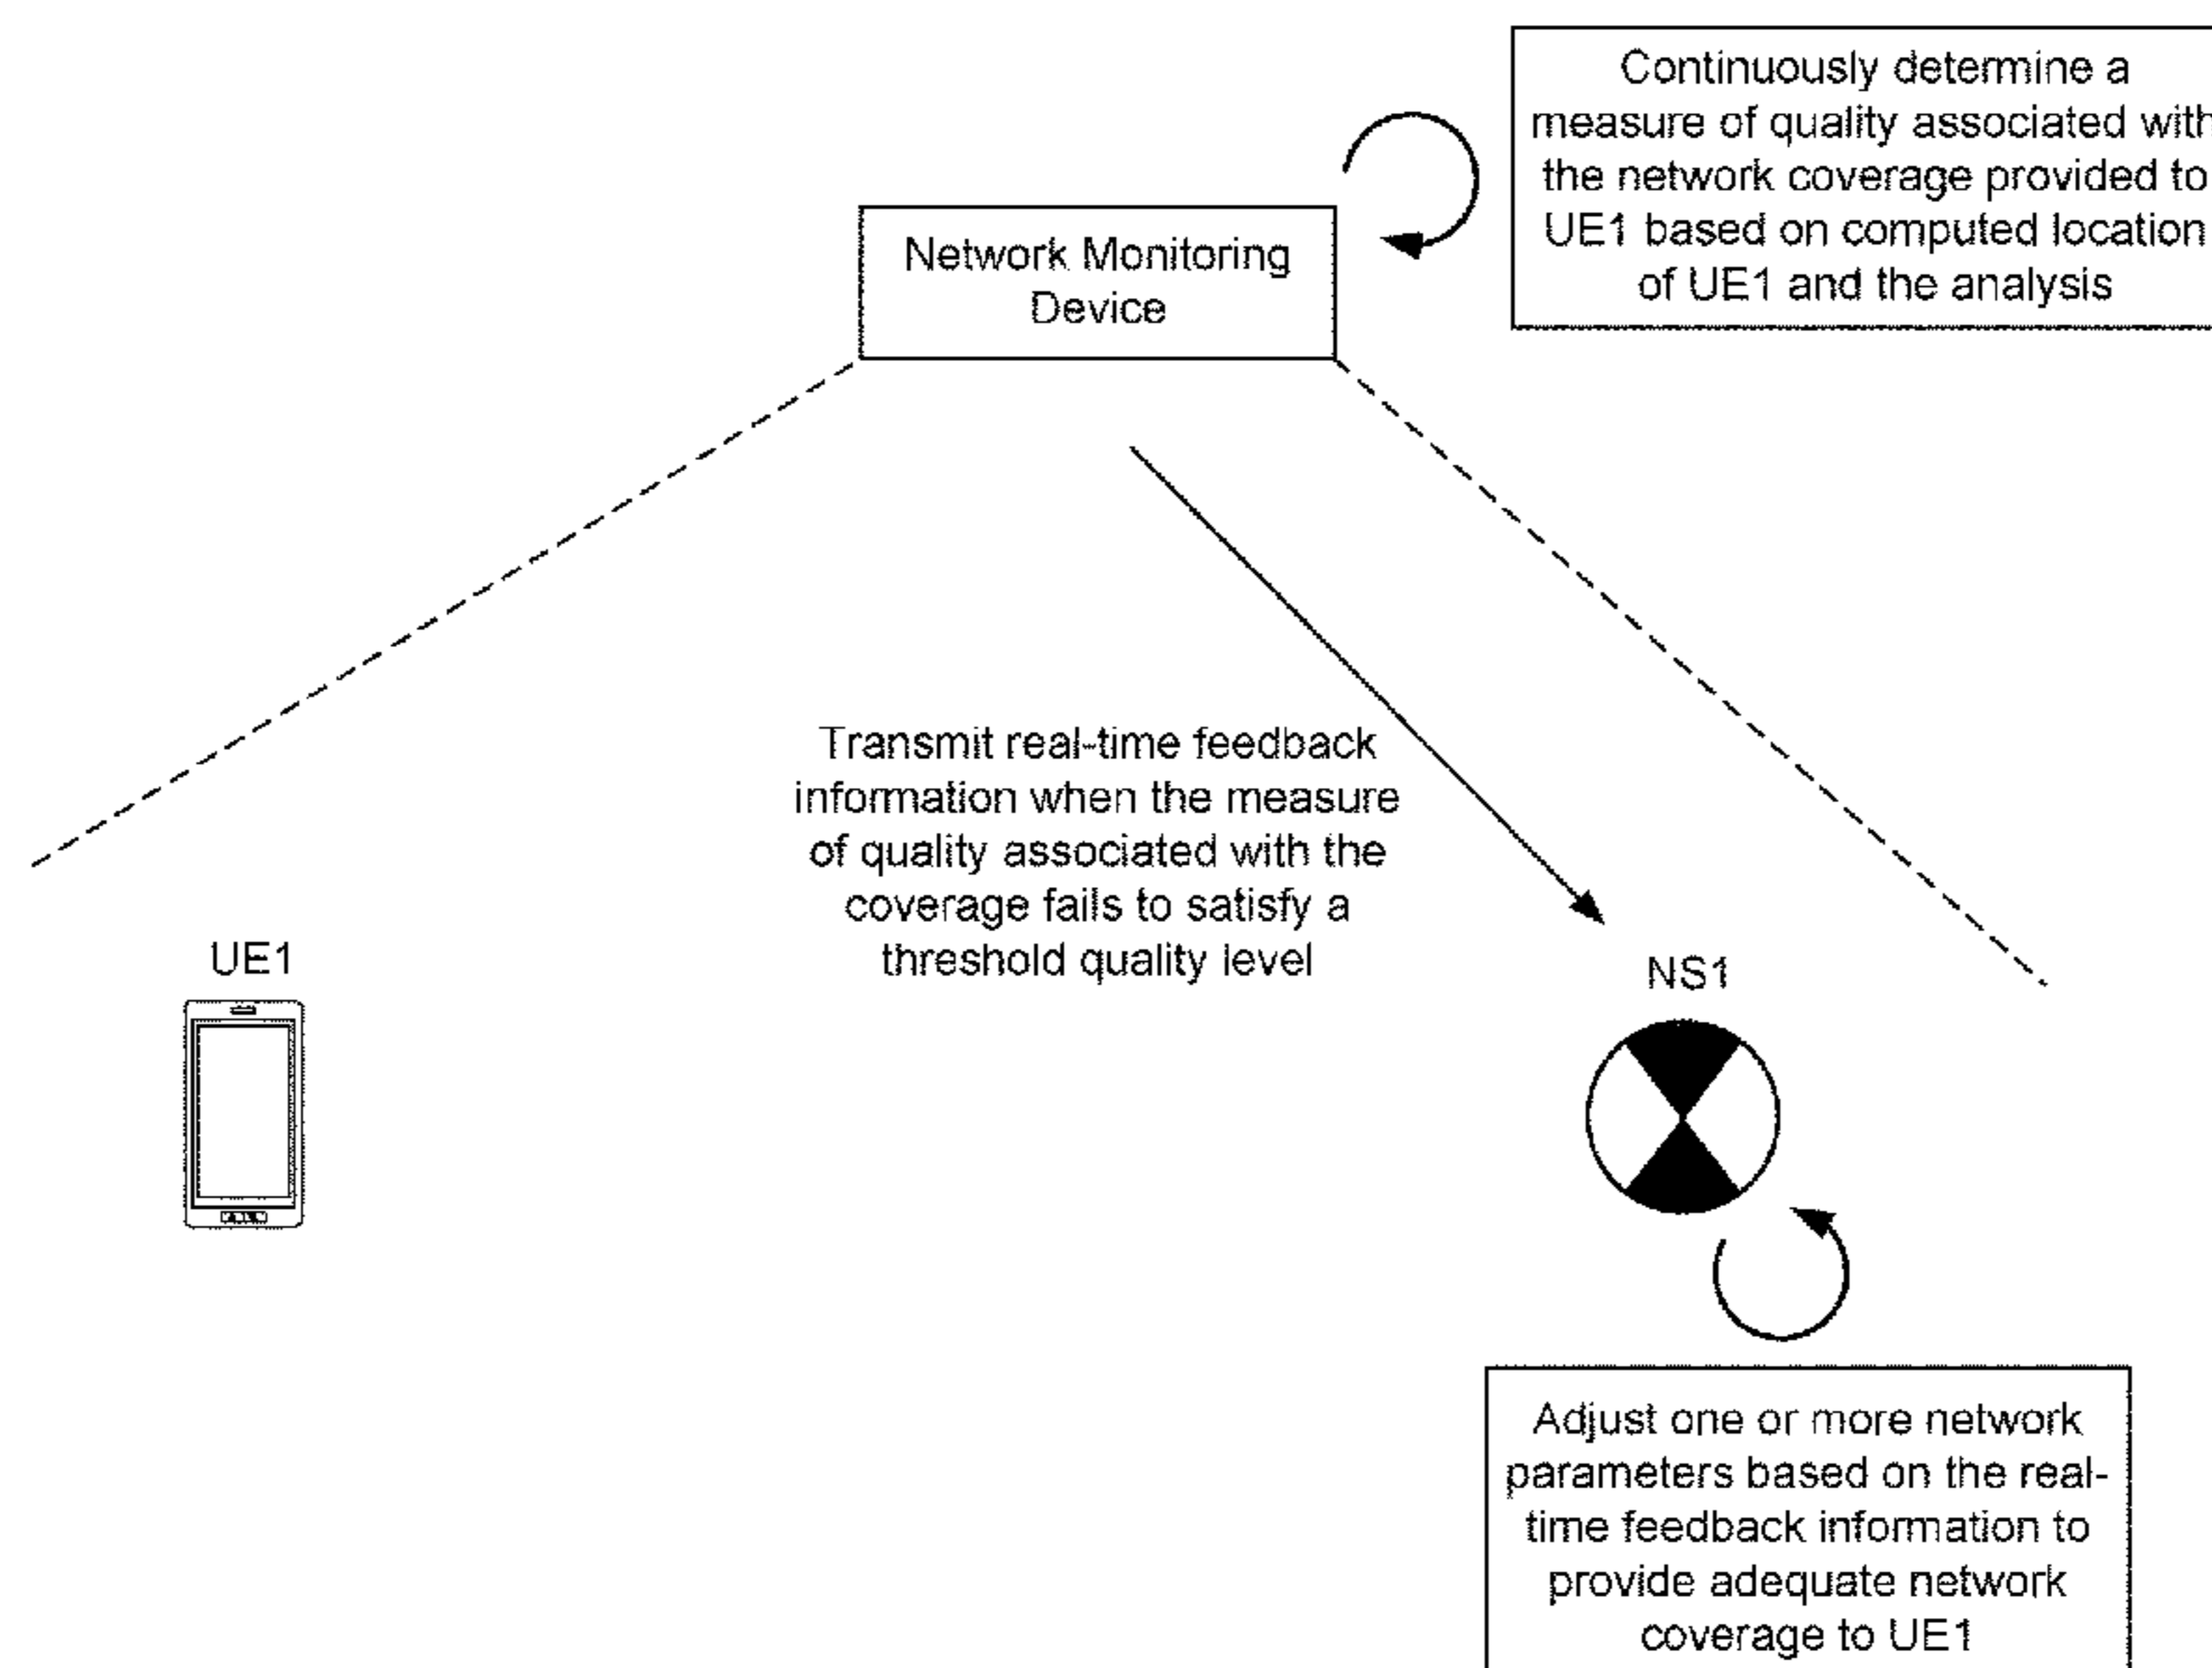 Continuously determine a
measure of quality associated with
the network coverage provided to
UE1 based on computed location
of UE1 and the analysis
Network Monitoring
Device
Transmit real-time feedback
information when the measure
of quality associated with the
coverage fails to satisfy a
threshold quality level
UE1
NS1
Adjust one or more network
parameters based on the real-
time feedback information to
provide adequate network
coverage to UE1